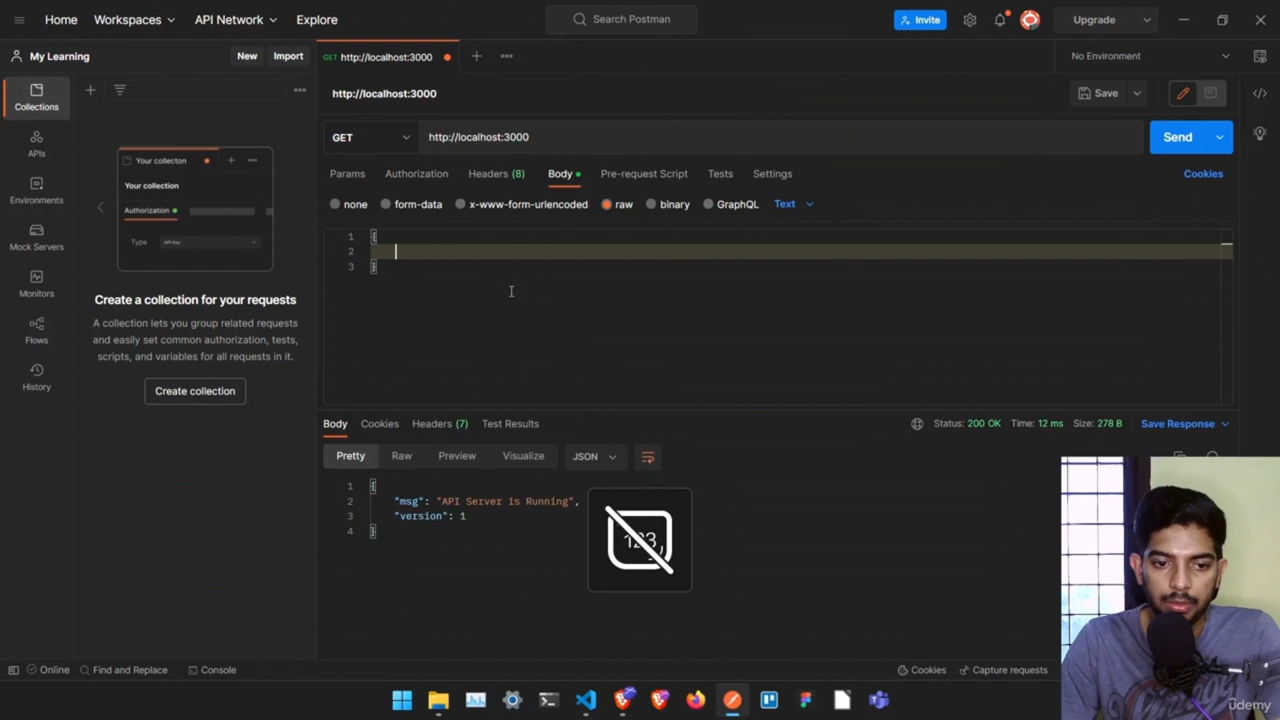 Home Workspaces API Network Explore Search Postman Invite Upgrade
My Learning New Import GET http://localhost:3000 No Environment
http://localhost:3000 Save
GET http://localhost:3000 Send
Params Authorization Headers (8) Body Pre-request Script Tests Settings Cookies
none form-data x-www-form-urlencoded raw binary GraphQL Text
1 {
2
3 }
Collections
APIs
Environments
Mock Servers
Monitors
Flows
History
Your collecton
Your collection
Authorization
Type API Key
Create a collection for your requests
A collection lets you group related requests
and easily set common authorization, tests,
scripts, and variables for all requests in it.
Create collection
Body Cookies Headers (7) Test Results Status: 200 OK Time: 12 ms Size: 278 B Save Response
Pretty Raw Preview Visualize JSON
1 {
2 "msg": "API Server is Running",
3 "version": 1
4 }
123
Online Find and Replace Console Cookies Capture requests
ûdemy